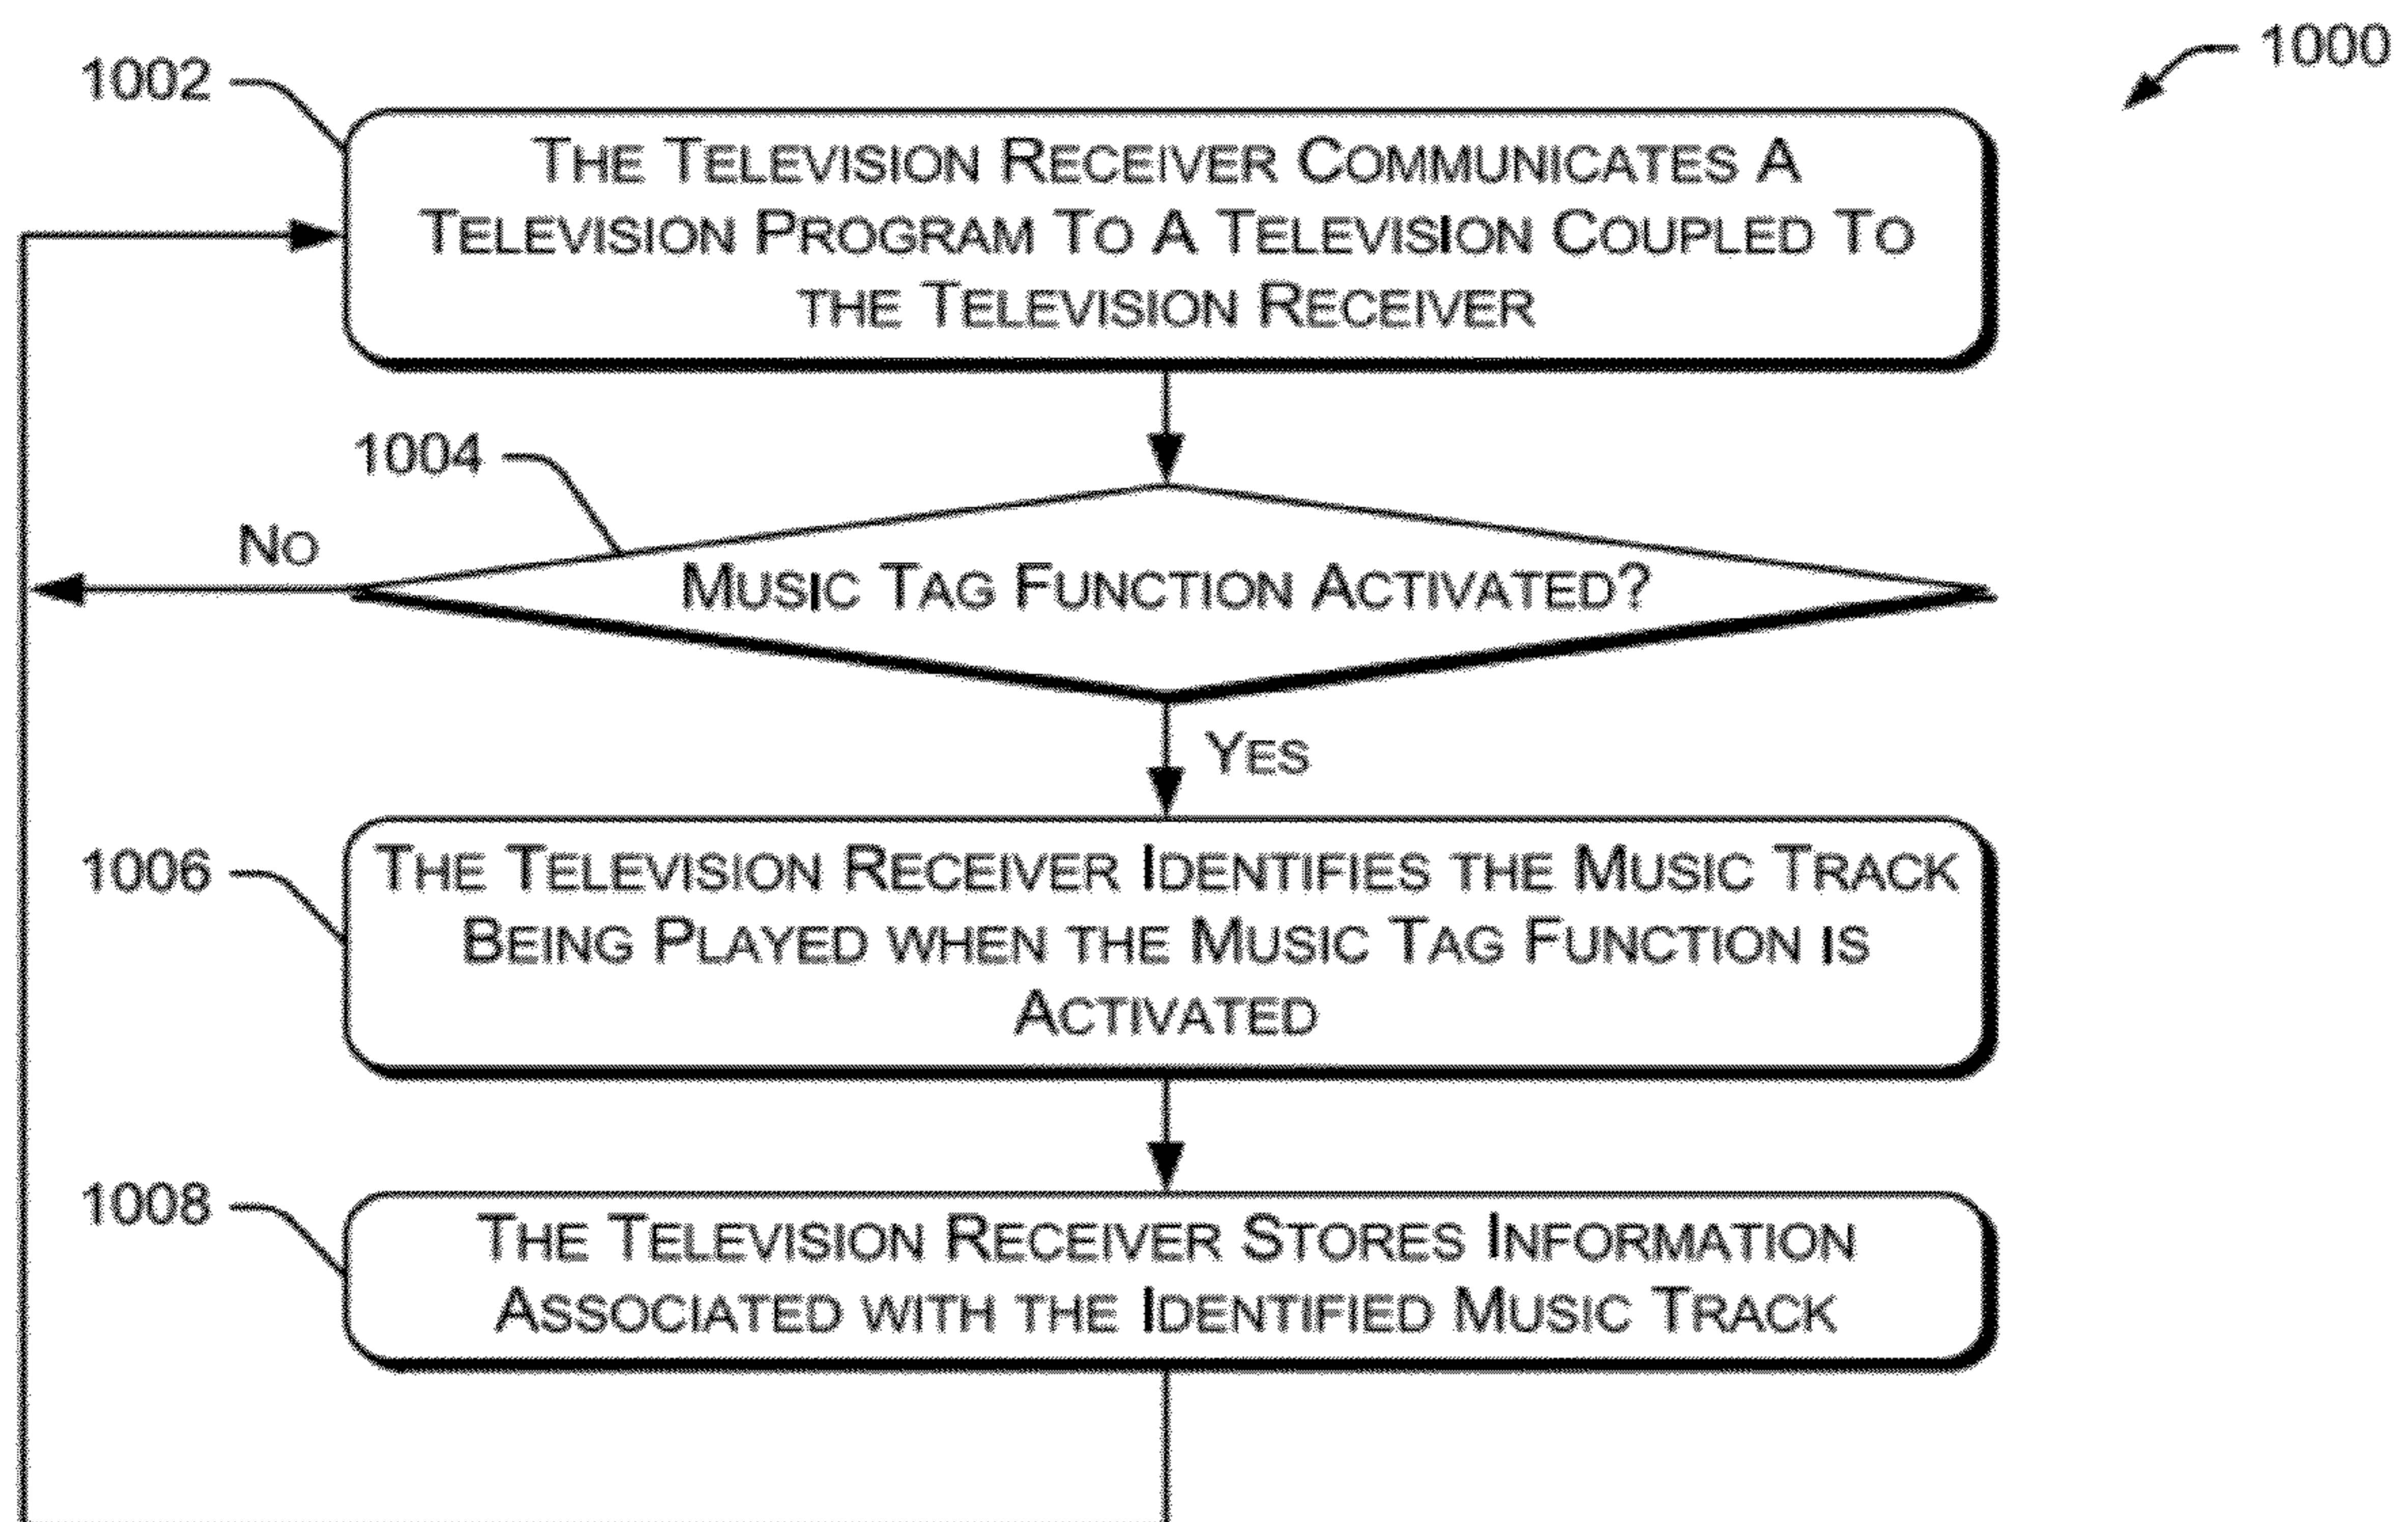 1000
1002
The Television Receiver Communicates A
Television Program To A Television Coupled To
the Television Receiver
1004
No
Music Tag Function Activated?
Yes
1006
The Television Receiver Identifies the Music Track
Being Played when the Music Tag Function is
Activated
1008
The Television Receiver Stores Information
Associated with the Identified Music Track